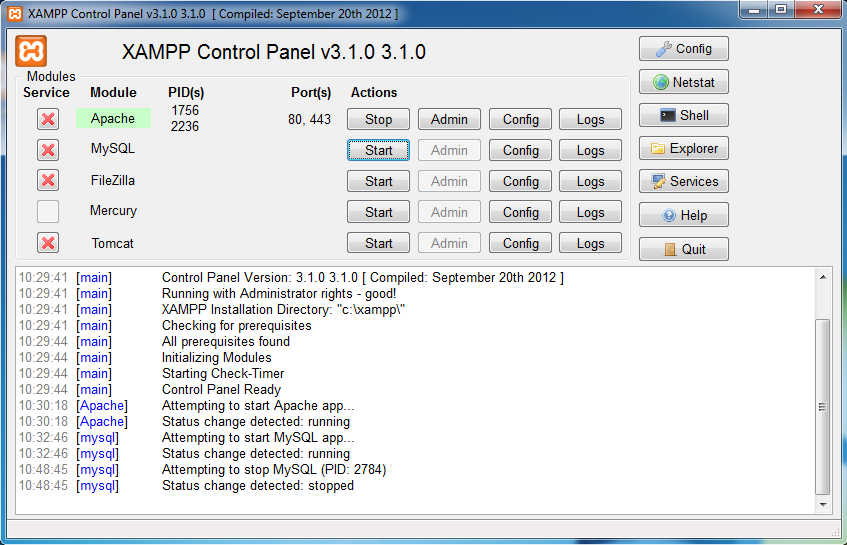 XAMPP Control Panel v3.1.0 3.1.0 [ Compiled: September 20th 2012 ]
XAMPP Control Panel v3.1.0 3.1.0
Config
Modules
Service Module PID(s) Port(s) Actions
Netstat
Apache 1756 2236 80, 443 Stop Admin Config Logs
Shell
MySQL Start Admin Config Logs
Explorer
FileZilla Start Admin Config Logs
Services
Mercury Start Admin Config Logs
Help
Tomcat Start Admin Config Logs
Quit
10:29:41 [main] Control Panel Version: 3.1.0 3.1.0 [ Compiled: September 20th 2012 ]
10:29:41 [main] Running with Administrator rights - good!
10:29:41 [main] XAMPP Installation Directory: "c:\xampp\"
10:29:41 [main] Checking for prerequisites
10:29:44 [main] All prerequisites found
10:29:44 [main] Initializing Modules
10:29:44 [main] Starting Check-Timer
10:29:44 [main] Control Panel Ready
10:30:18 [Apache] Attempting to start Apache app...
10:30:18 [Apache] Status change detected: running
10:32:46 [mysql] Attempting to start MySQL app...
10:32:46 [mysql] Status change detected: running
10:48:45 [mysql] Attempting to stop MySQL (PID: 2784)
10:48:45 [mysql] Status change detected: stopped